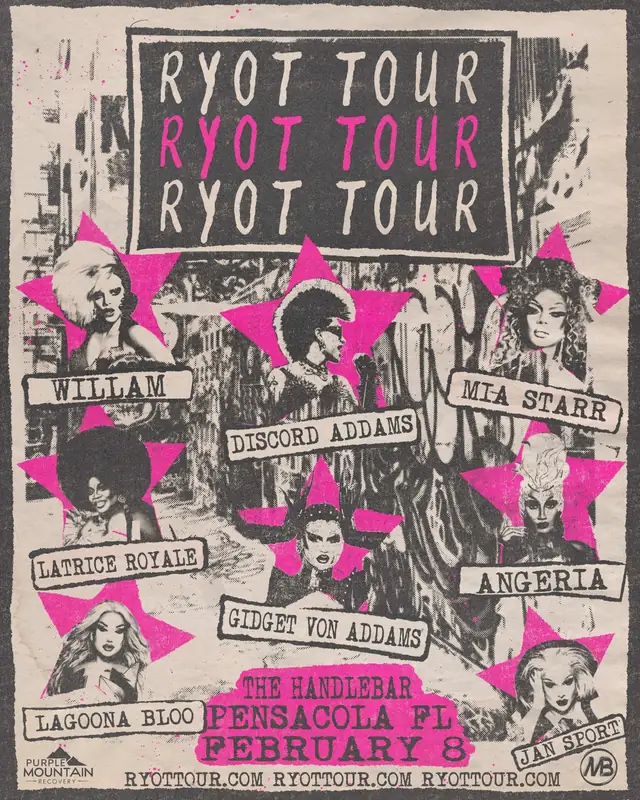 RYOT TOUR
RYOT TOUR
RYOT TOUR
WILLAM
DISCORD ADDAMS
MIA STARR
LATRICE ROYALE
GIDGET VON ADDAMS
ANGERIA
LAGOONA BLOO
JAN SPORT
THE HANDLEBAR
PENSACOLA FL
FEBRUARY 8
PURPLE
MOUNTAIN
RECOVERY
RYOTTOUR.COM RYOTTOUR.COM RYOTTOUR.COM
MB